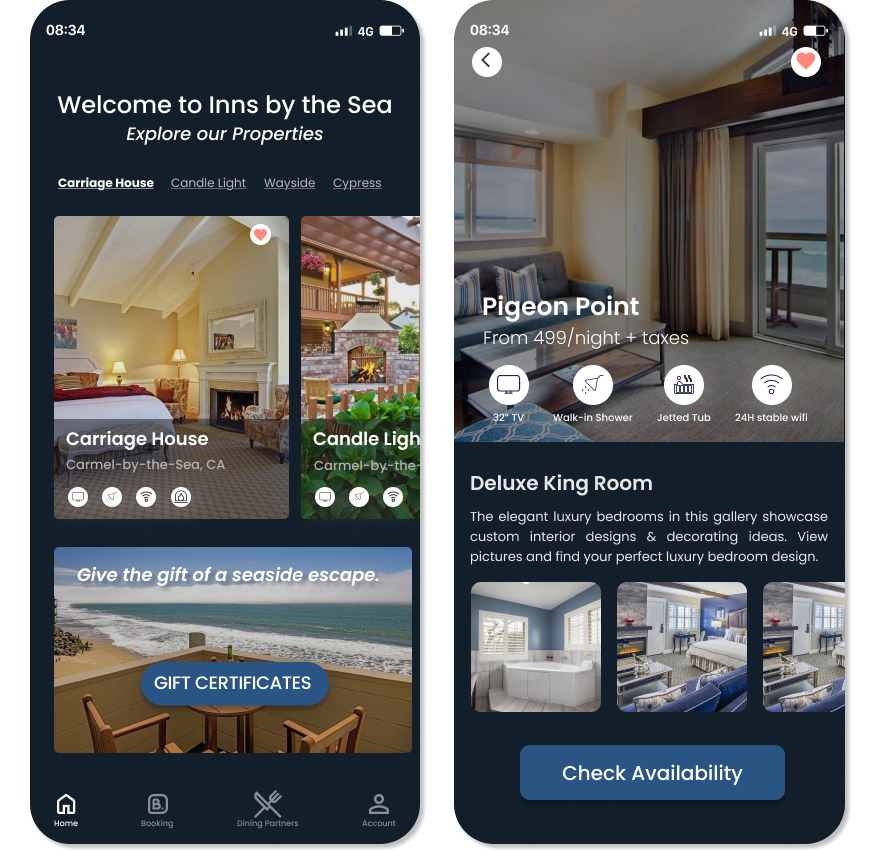 08:34
4G
Welcome to Inns by the Sea
Explore our Properties
Carriage House Candle Light Wayside Cypress
Carriage House
Carmel-by-the-Sea, CA
Candle Ligh
Carmel-by-the-
Give the gift of a seaside escape.
GIFT CERTIFICATES
B.
Home Booking Dining Partners Account
08:34
4G
Pigeon Point
From 499/night + taxes
32" TV Walk-in Shower Jetted Tub 24H stable wifi
Deluxe King Room
The elegant luxury bedrooms in this gallery showcase
custom interior designs & decorating ideas. View
pictures and find your perfect luxury bedroom design.
Check Availability